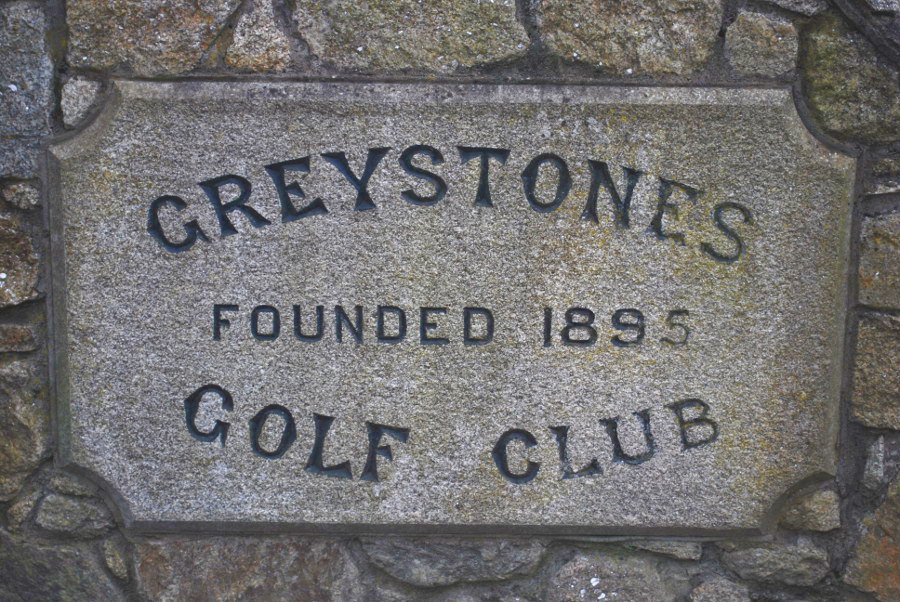 GREYSTONES
FOUNDED 1895
GOLF CLUB